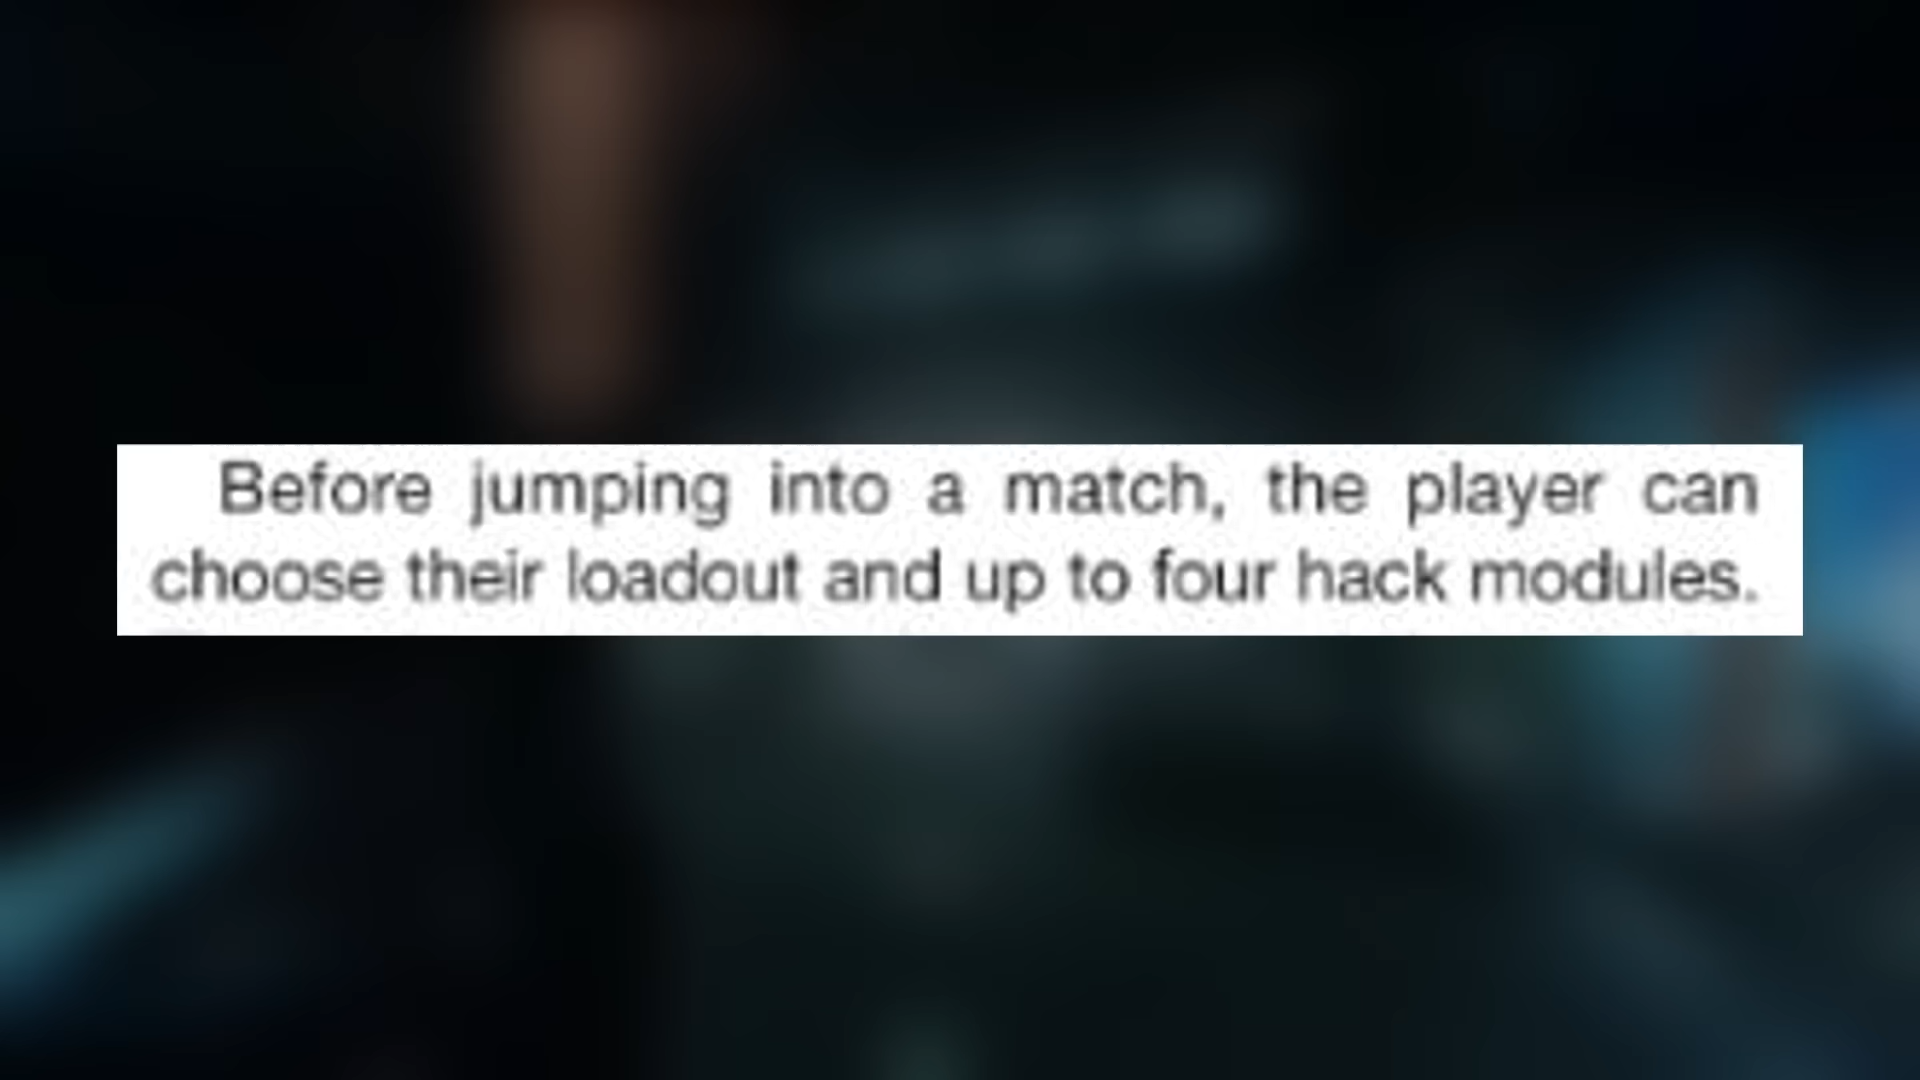 Before jumping into a match, the player can
choose their loadout and up to four hack modules.